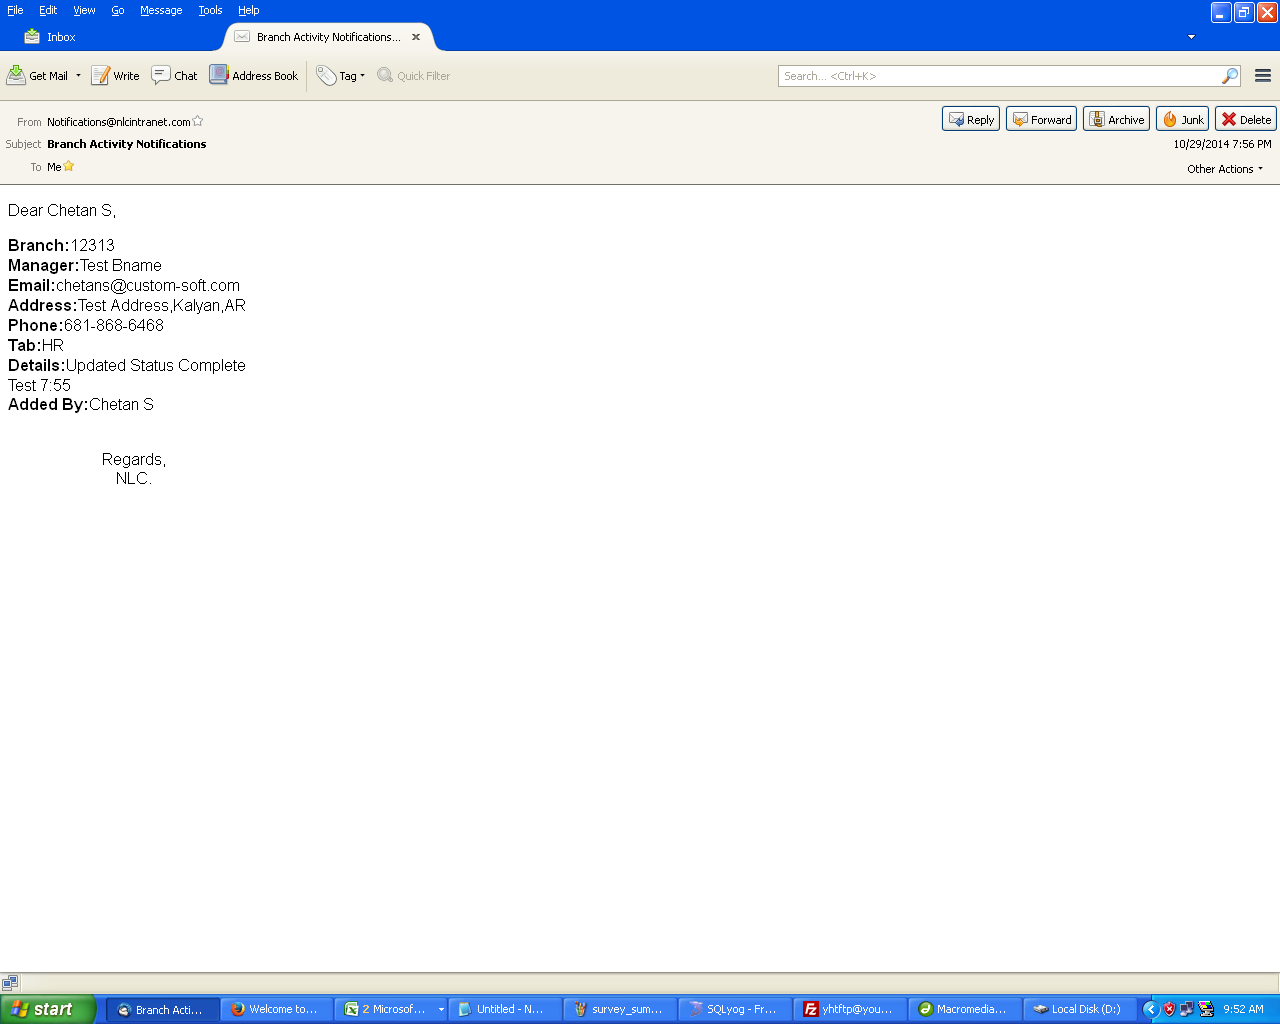 File Edit View Go Message Tools Help
Inbox Branch Activity Notifications...
Get Mail Write Chat Address Book Tag Quick Filter Search... <Ctrl+K>
From Notifications@nlcintranet.com Reply Forward Archive Junk Delete
Subject Branch Activity Notifications 10/29/2014 7:56 PM
To Me Other Actions
Dear Chetan S,
Branch:12313
Manager:Test Bname
Email:chetans@custom-soft.com
Address:Test Address,Kalyan,AR
Phone:681-868-6468
Tab:HR
Details:Updated Status Complete
Test 7:55
Added By:Chetan S
Regards,
NLC.
start Branch Acti... Welcome to... 2 Microsof... Untitled - N... survey_sum... SQLyog - Fr... yhtftp@you... Macromedia... Local Disk (D:) 9:52 AM